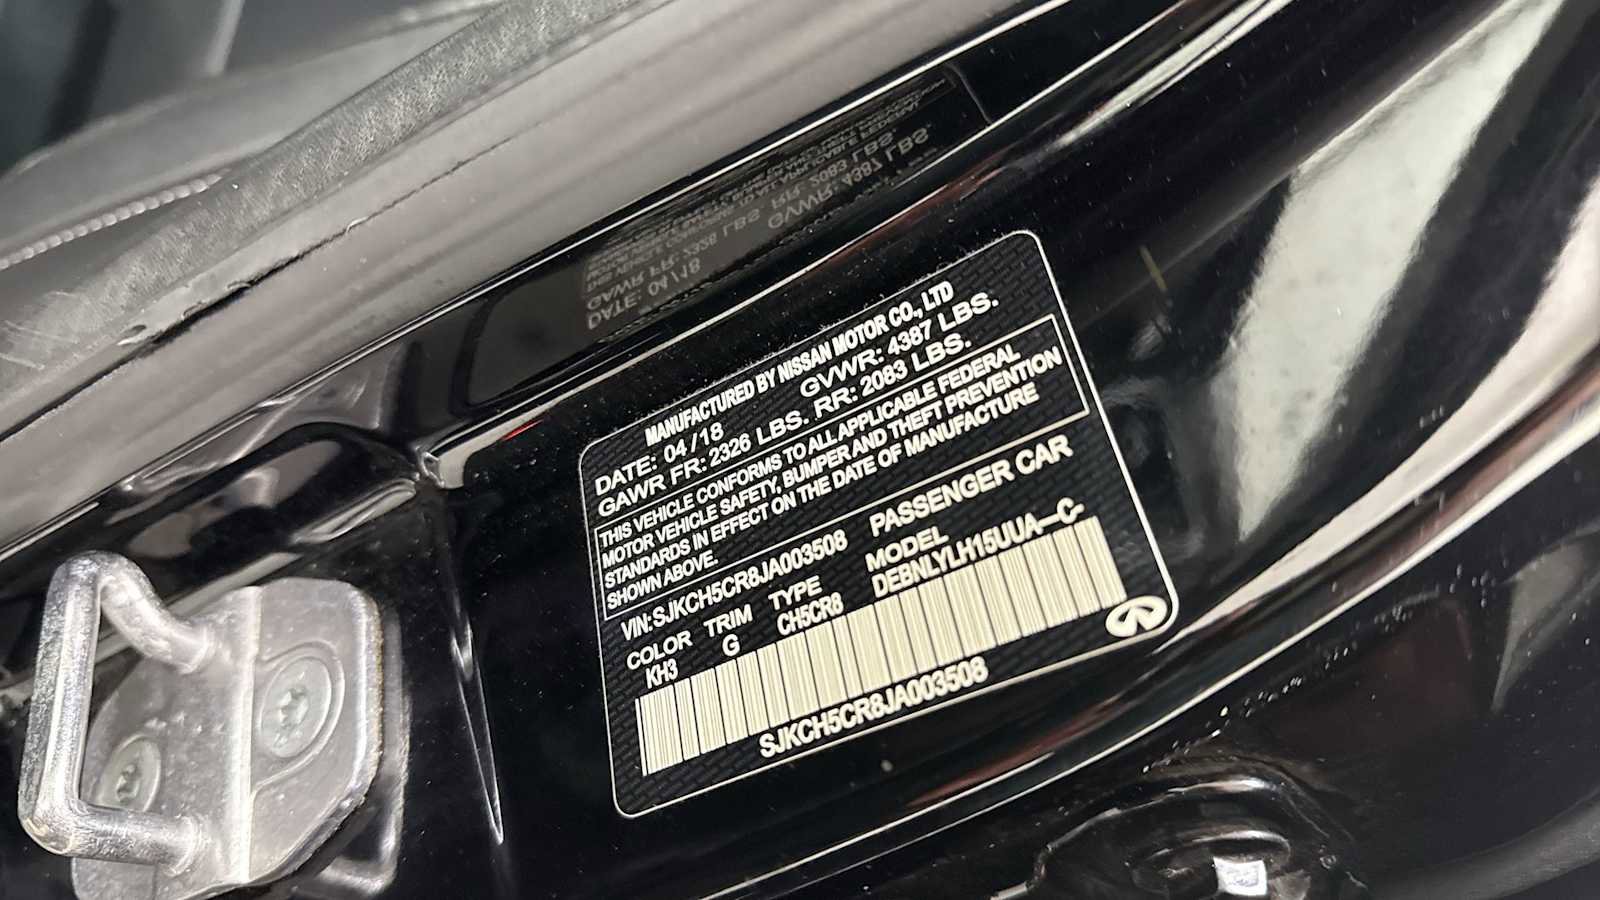 MANUFACTURED BY NISSAN MOTOR CO., LTD
DATE: 04/18 GVWR: 4387 LBS.
GAWR FR: 2326 LBS. RR: 2083 LBS.
THIS VEHICLE CONFORMS TO ALL APPLICABLE FEDERAL
MOTOR VEHICLE SAFETY, BUMPER AND THEFT PREVENTION
STANDARDS IN EFFECT ON THE DATE OF MANUFACTURE
SHOWN ABOVE.
VIN: SJKCH5CR8JA003508 PASSENGER CAR
COLOR TRIM TYPE MODEL
KH3 G CH5CR8 DEBNLYLH15UUA-C-
SJKCH5CR8JA003508